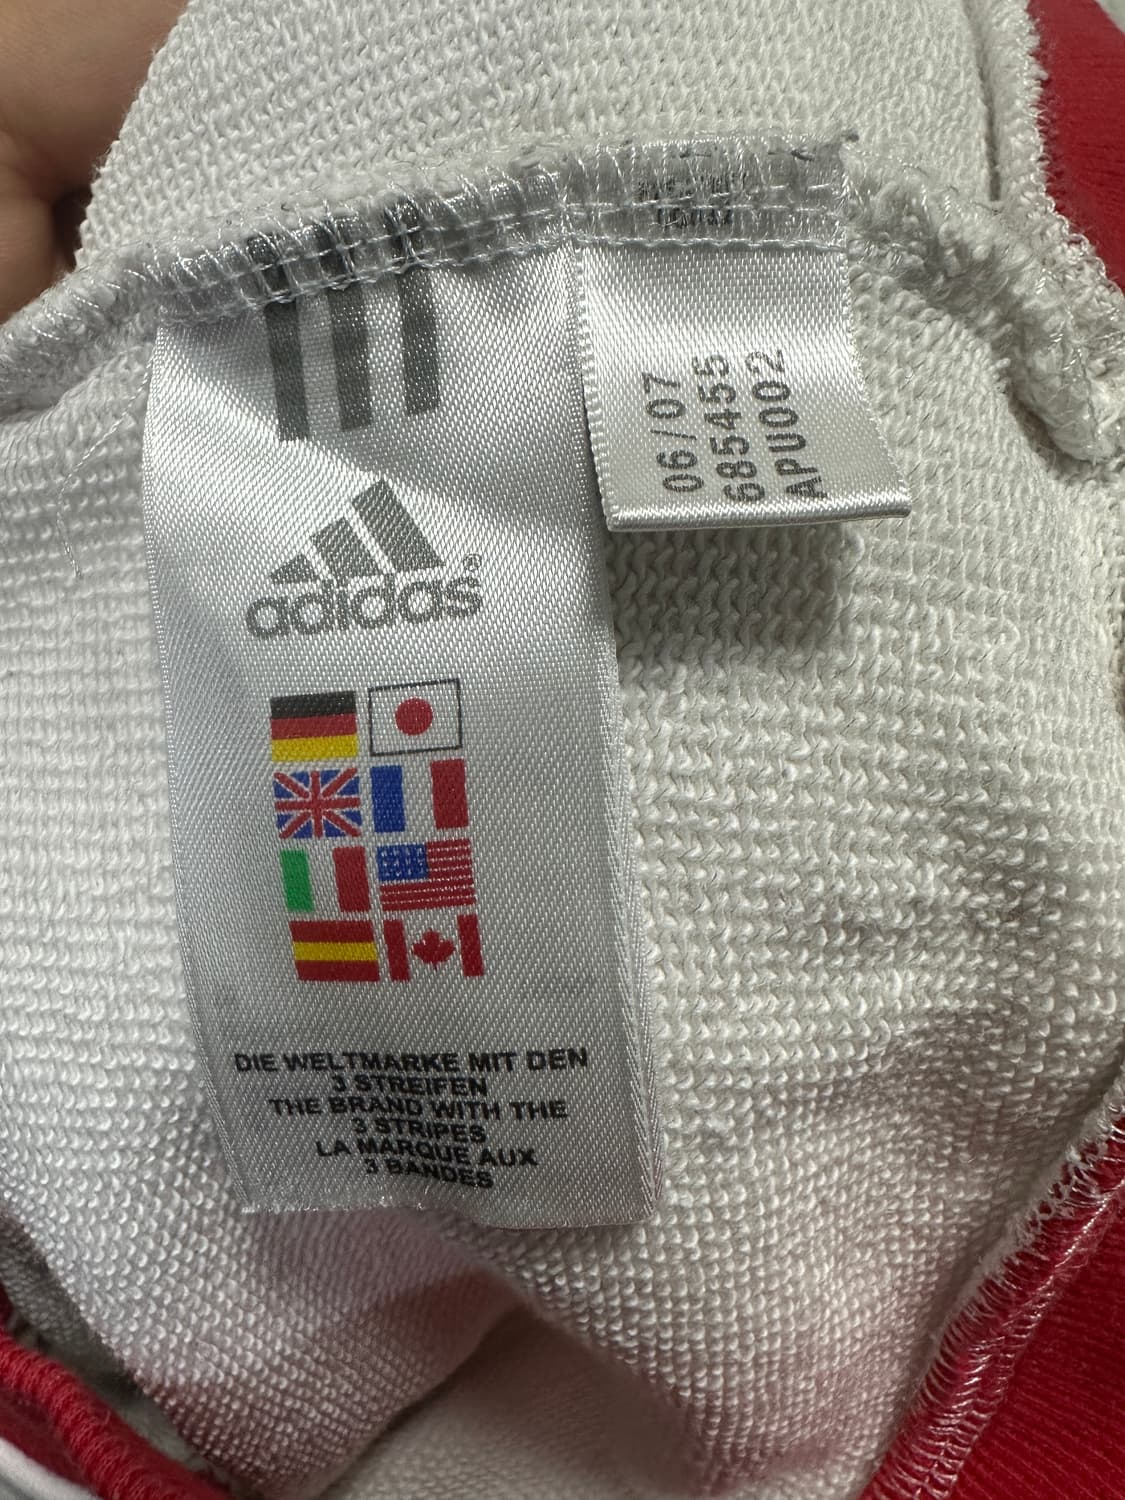 06/07
685455
APU002
adidas®
DIE WELTMARKE MIT DEN
3 STREIFEN
THE BRAND WITH THE
3 STRIPES
LA MARQUE AUX
3 BANDES